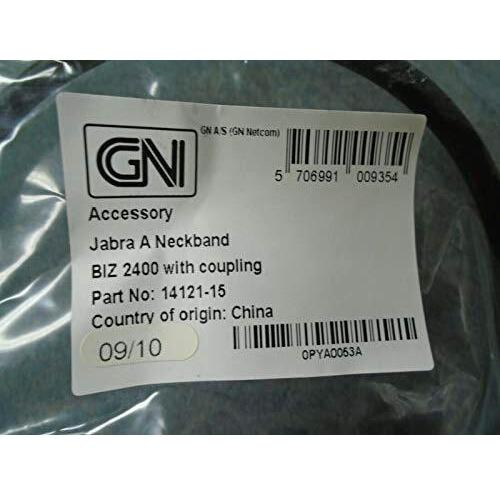 GN
GN A/S (GN Netcom)
5 706991 009354
Accessory
Jabra A Neckband
BIZ 2400 with coupling
Part No: 14121-15
Country of origin: China
09/10
0PYA0053A